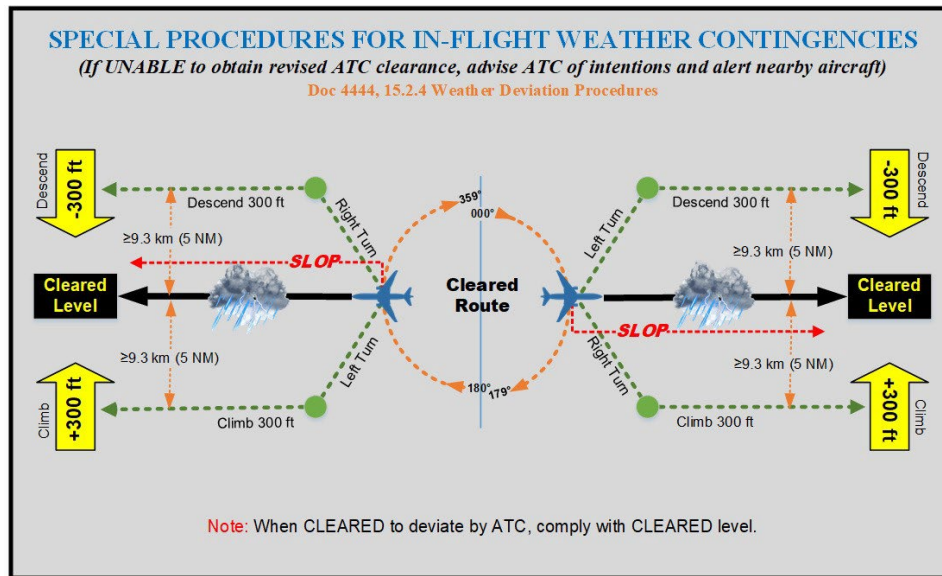 SPECIAL PROCEDURES FOR IN-FLIGHT WEATHER CONTINGENCIES
(If UNABLE to obtain revised ATC clearance, advise ATC of intentions and alert nearby aircraft)
Doc 4444, 15.2.4 Weather Deviation Procedures
Descend
-300 ft
Descend 300 ft
Right Turn
359°
000°
Left Turn
Descend 300 ft
-300 ft
Descend
≥9.3 km (5 NM)
≥9.3 km (5 NM)
SLOP
Cleared
Level
Cleared
Route
Cleared
Level
SLOP
≥9.3 km (5 NM)
≥9.3 km (5 NM)
Climb
+300 ft
Climb 300 ft
Left Turn
180°
179°
Right Turn
Climb 300 ft
+300 ft
Climb
Note: When CLEARED to deviate by ATC, comply with CLEARED level.